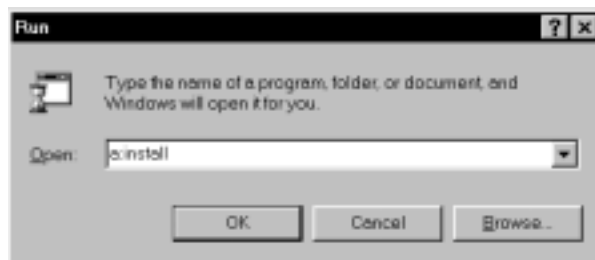 Run
Type the name of a program, folder, or document, and
Windows will open it for you.
Open: a:install
OK Cancel Browse...